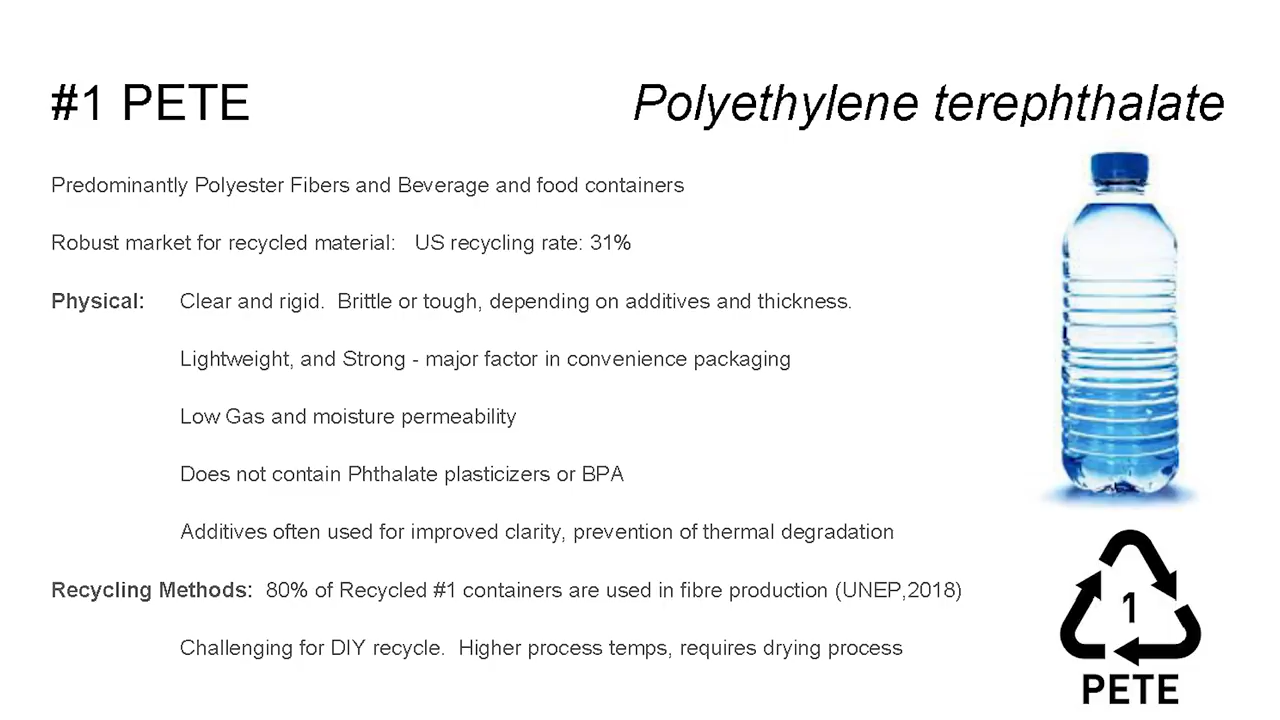 #1 PETE Polyethylene terephthalate
Predominantly Polyester Fibers and Beverage and food containers
Robust market for recycled material: US recycling rate: 31%
Physical: Clear and rigid. Brittle or tough, depending on additives and thickness.
Lightweight, and Strong - major factor in convenience packaging
Low Gas and moisture permeability
Does not contain Phthalate plasticizers or BPA
Additives often used for improved clarity, prevention of thermal degradation
Recycling Methods: 80% of Recycled #1 containers are used in fibre production (UNEP,2018)
Challenging for DIY recycle. Higher process temps, requires drying process
1
PETE